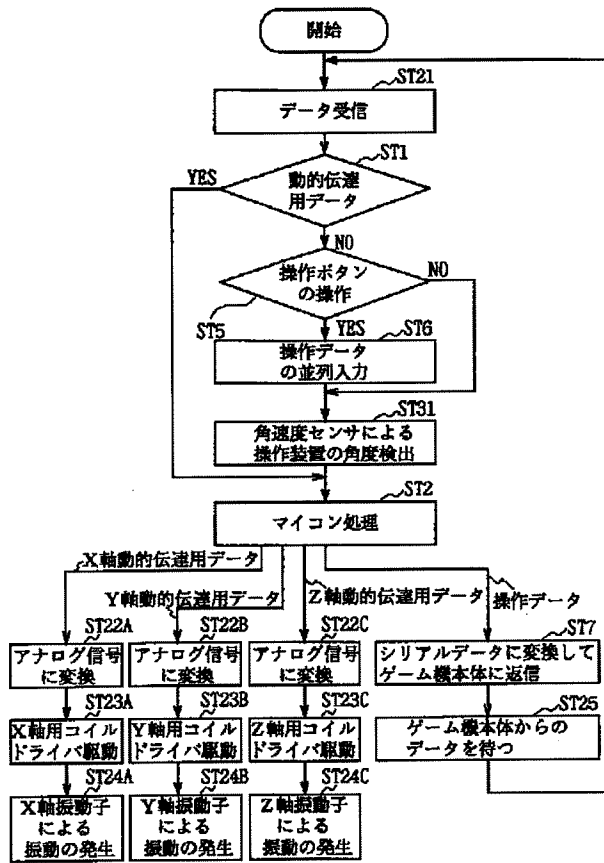 開始
ST21
データ受信
ST1
YES
動的伝達
用データ
NO
操作ボタン
の操作
NO
ST5
YES
ST6
操作データ
の並列入力
ST31
角速度センサによる
操作装置の角度検出
ST2
マイコン処理
X軸動的伝達用データ
Y軸動的伝達用データ
Z軸動的伝達用データ
操作データ
ST22A
アナログ信号
に変換
ST22B
アナログ信号
に変換
ST22C
アナログ信号
に変換
ST7
シリアルデータに変換して
ゲーム機本体に返信
ST23A
X軸用コイル
ドライバ駆動
ST23B
Y軸用コイル
ドライバ駆動
ST23C
Z軸用コイル
ドライバ駆動
ST25
ゲーム機本体からの
データを待つ
ST24A
X軸振動子
による
振動の発生
ST24B
Y軸振動子
による
振動の発生
ST24C
Z軸振動子
による
振動の発生